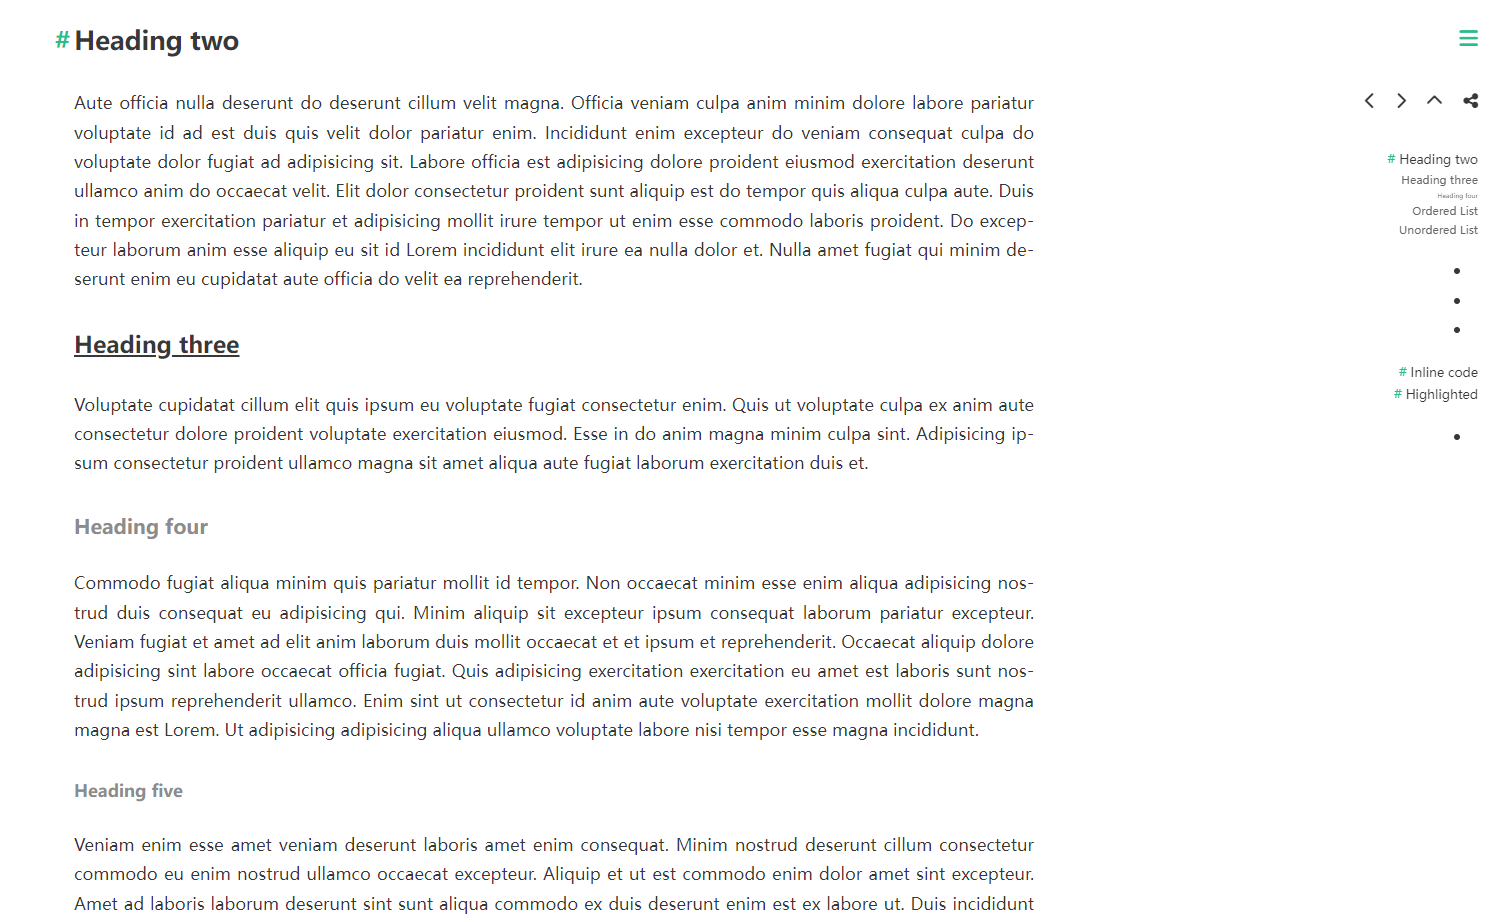 # Heading two
Aute officia nulla deserunt do deserunt cillum velit magna. Officia veniam culpa anim minim dolore labore pariatur
voluptate id ad est duis quis velit dolor pariatur enim. Incididunt enim excepteur do veniam consequat culpa do
voluptate dolor fugiat ad adipisicing sit. Labore officia est adipisicing dolore proident eiusmod exercitation deserunt
ullamco anim do occaecat velit. Elit dolor consectetur proident sunt aliquip est do tempor quis aliqua culpa aute. Duis
in tempor exercitation pariatur et adipisicing mollit irure tempor ut enim esse commodo laboris proident. Do excep-
teur laborum anim esse aliquip eu sit id Lorem incididunt elit irure ea nulla dolor et. Nulla amet fugiat qui minim de-
serunt enim eu cupidatat aute officia do velit ea reprehenderit.
Heading three
Voluptate cupidatat cillum elit quis ipsum eu voluptate fugiat consectetur enim. Quis ut voluptate culpa ex anim aute
consectetur dolore proident voluptate exercitation eiusmod. Esse in do anim magna minim culpa sint. Adipisicing ip-
sum consectetur proident ullamco magna sit amet aliqua aute fugiat laborum exercitation duis et.
Heading four
Commodo fugiat aliqua minim quis pariatur mollit id tempor. Non occaecat minim esse enim aliqua adipisicing nos-
trud duis consequat eu adipisicing qui. Minim aliquip sit excepteur ipsum consequat laborum pariatur excepteur.
Veniam fugiat et amet ad elit anim laborum duis mollit occaecat et et ipsum et reprehenderit. Occaecat aliquip dolore
adipisicing sint labore occaecat officia fugiat. Quis adipisicing exercitation exercitation eu amet est laboris sunt nos-
trud ipsum reprehenderit ullamco. Enim sint ut consectetur id anim aute voluptate exercitation mollit dolore magna
magna est Lorem. Ut adipisicing adipisicing aliqua ullamco voluptate labore nisi tempor esse magna incididunt.
Heading five
Veniam enim esse amet veniam deserunt laboris amet enim consequat. Minim nostrud deserunt cillum consectetur
commodo eu enim nostrud ullamco occaecat excepteur. Aliquip et ut est commodo enim dolor amet sint excepteur.
Amet ad laboris laborum deserunt sint sunt aliqua commodo ex duis deserunt enim est ex labore ut. Duis incididunt
# Heading two
Heading three
Heading four
Ordered List
Unordered List
# Inline code
# Highlighted